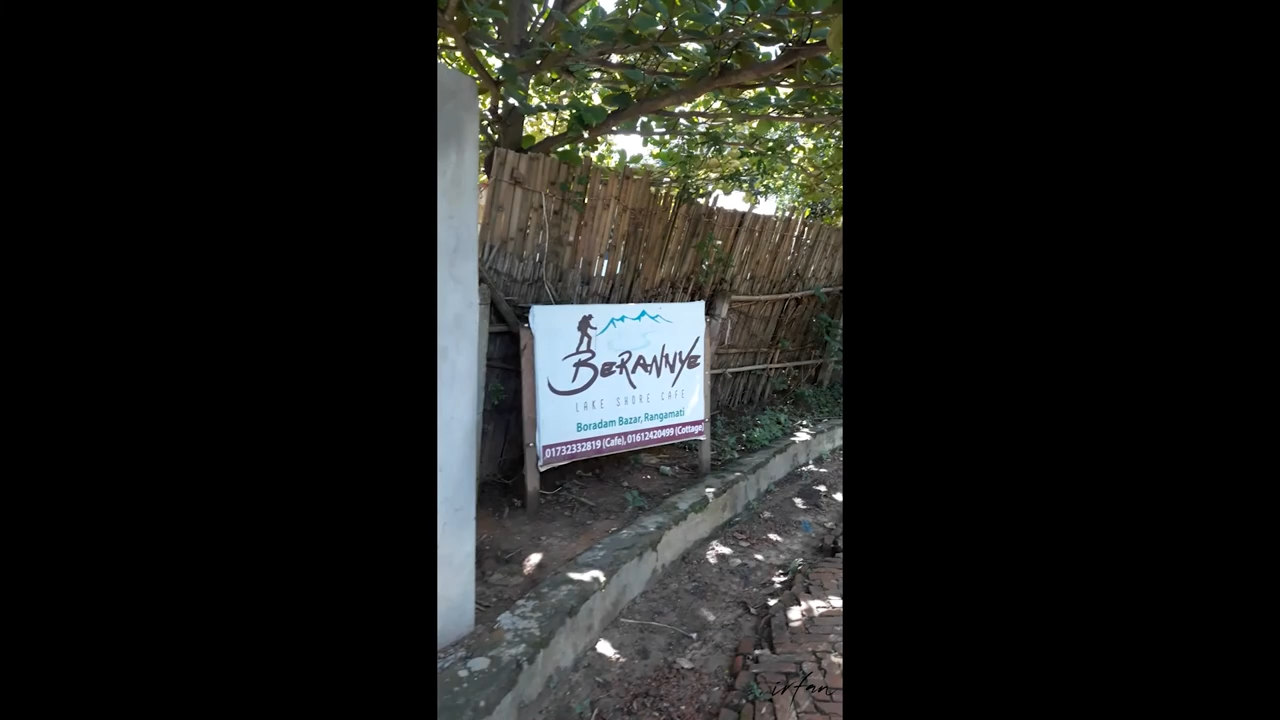 BERANNYE
LAKE SHORE CAFE
Boradam Bazar, Rangamati
01732332819 (Cafe), 01612420499 (Cottage)
irfan